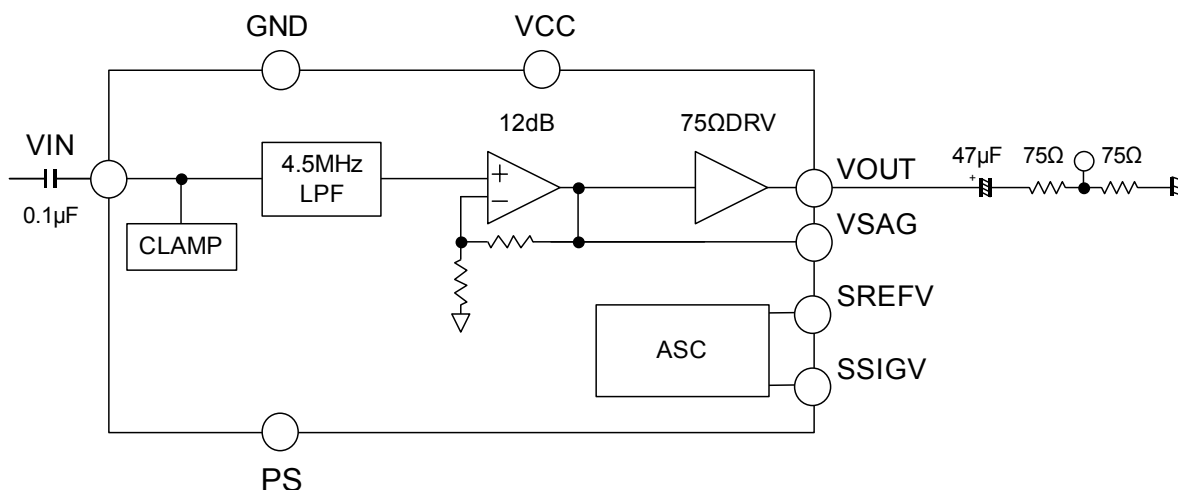 GND
VCC
VIN
0.1µF
12dB
75ΩDRV
4.5MHz
LPF
+
−
CLAMP
VOUT
47µF
+
75Ω
75Ω
VSAG
SREFV
ASC
SSIGV
PS